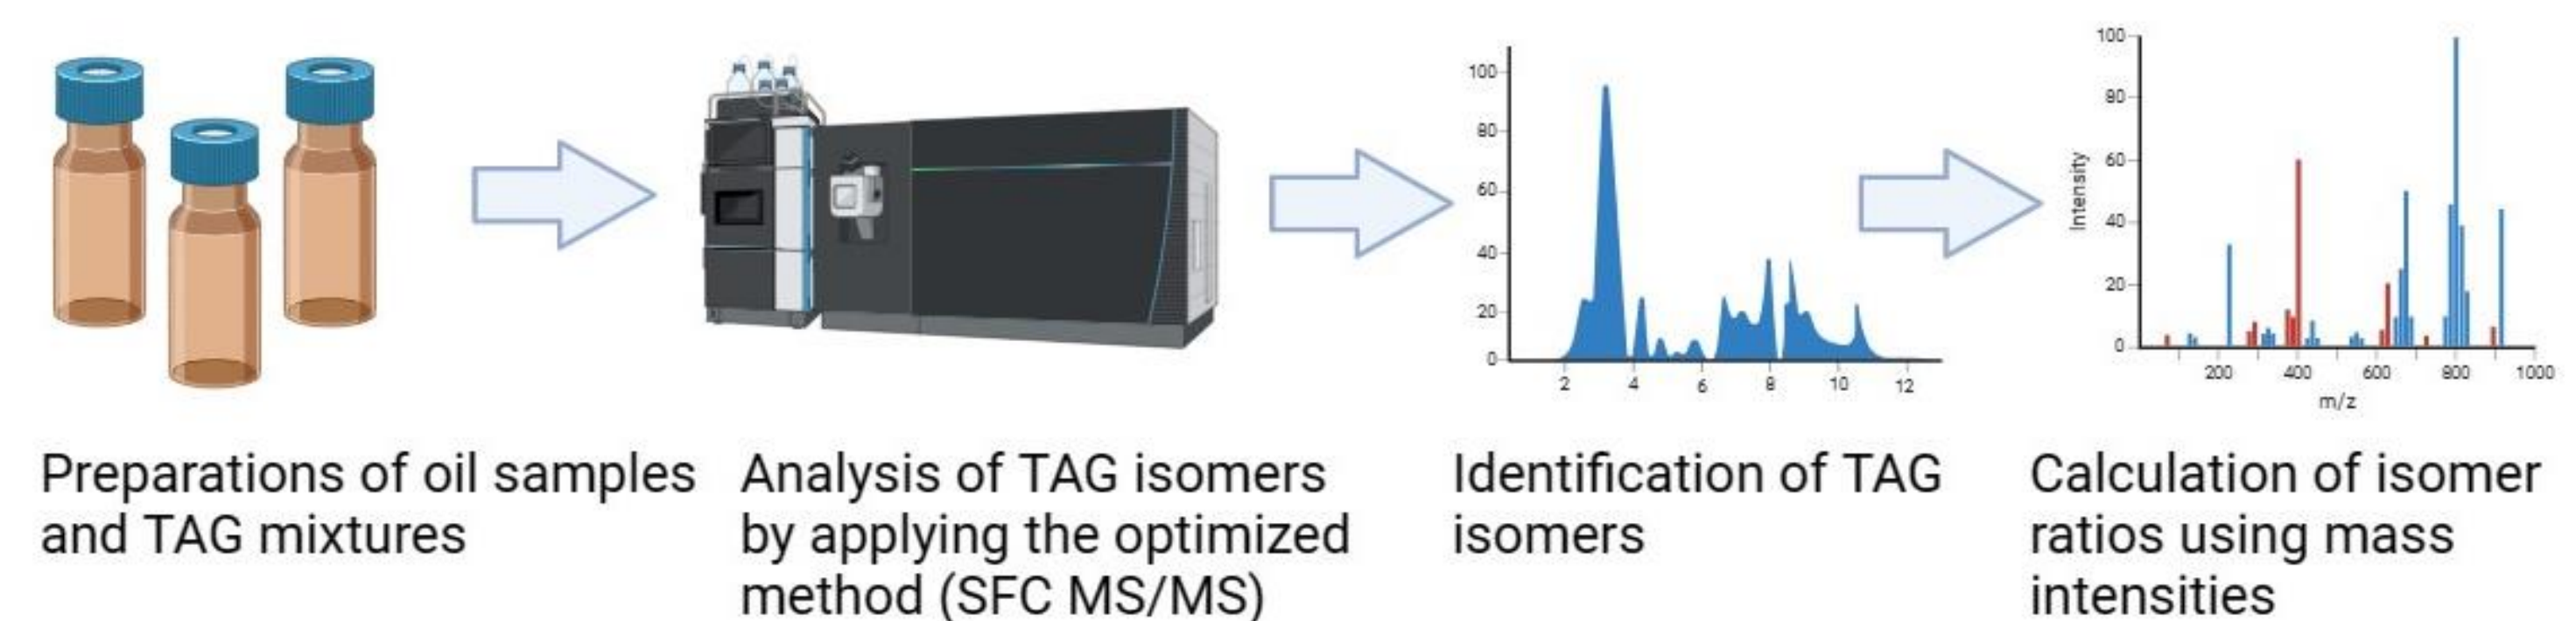 100
80
60
40
20
0
2 4 6 8 10 12
100
80
60
40
20
0
Intensity
200 400 600 800 1000
m/z
Preparations of oil samples
and TAG mixtures
Analysis of TAG isomers
by applying the optimized
method (SFC MS/MS)
Identification of TAG
isomers
Calculation of isomer
ratios using mass
intensities